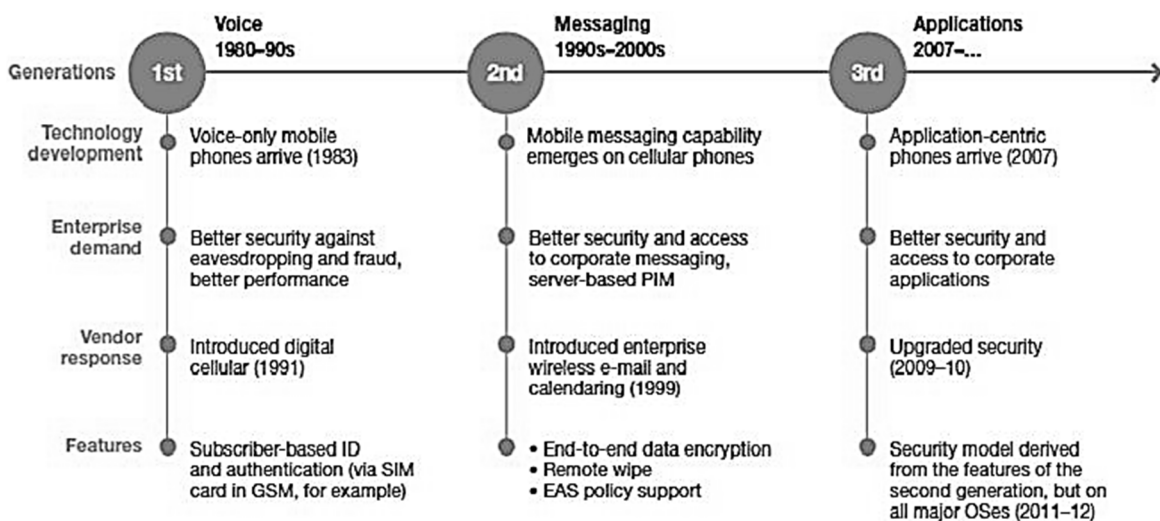 Voice
1980–90s
Messaging
1990s–2000s
Applications
2007–...
Generations
1st
2nd
3rd
Technology
development
Voice-only mobile
phones arrive (1983)
Mobile messaging capability
emerges on cellular phones
Application-centric
phones arrive (2007)
Enterprise
demand
Better security against
eavesdropping and fraud,
better performance
Better security and access
to corporate messaging,
server-based PIM
Better security and
access to corporate
applications
Vendor
response
Introduced digital
cellular (1991)
Introduced enterprise
wireless e-mail and
calendaring (1999)
Upgraded security
(2009–10)
Features
Subscriber-based ID
and authentication (via SIM
card in GSM, for example)
• End-to-end data encryption
• Remote wipe
• EAS policy support
Security model derived
from the features of the
second generation, but on
all major OSes (2011–12)